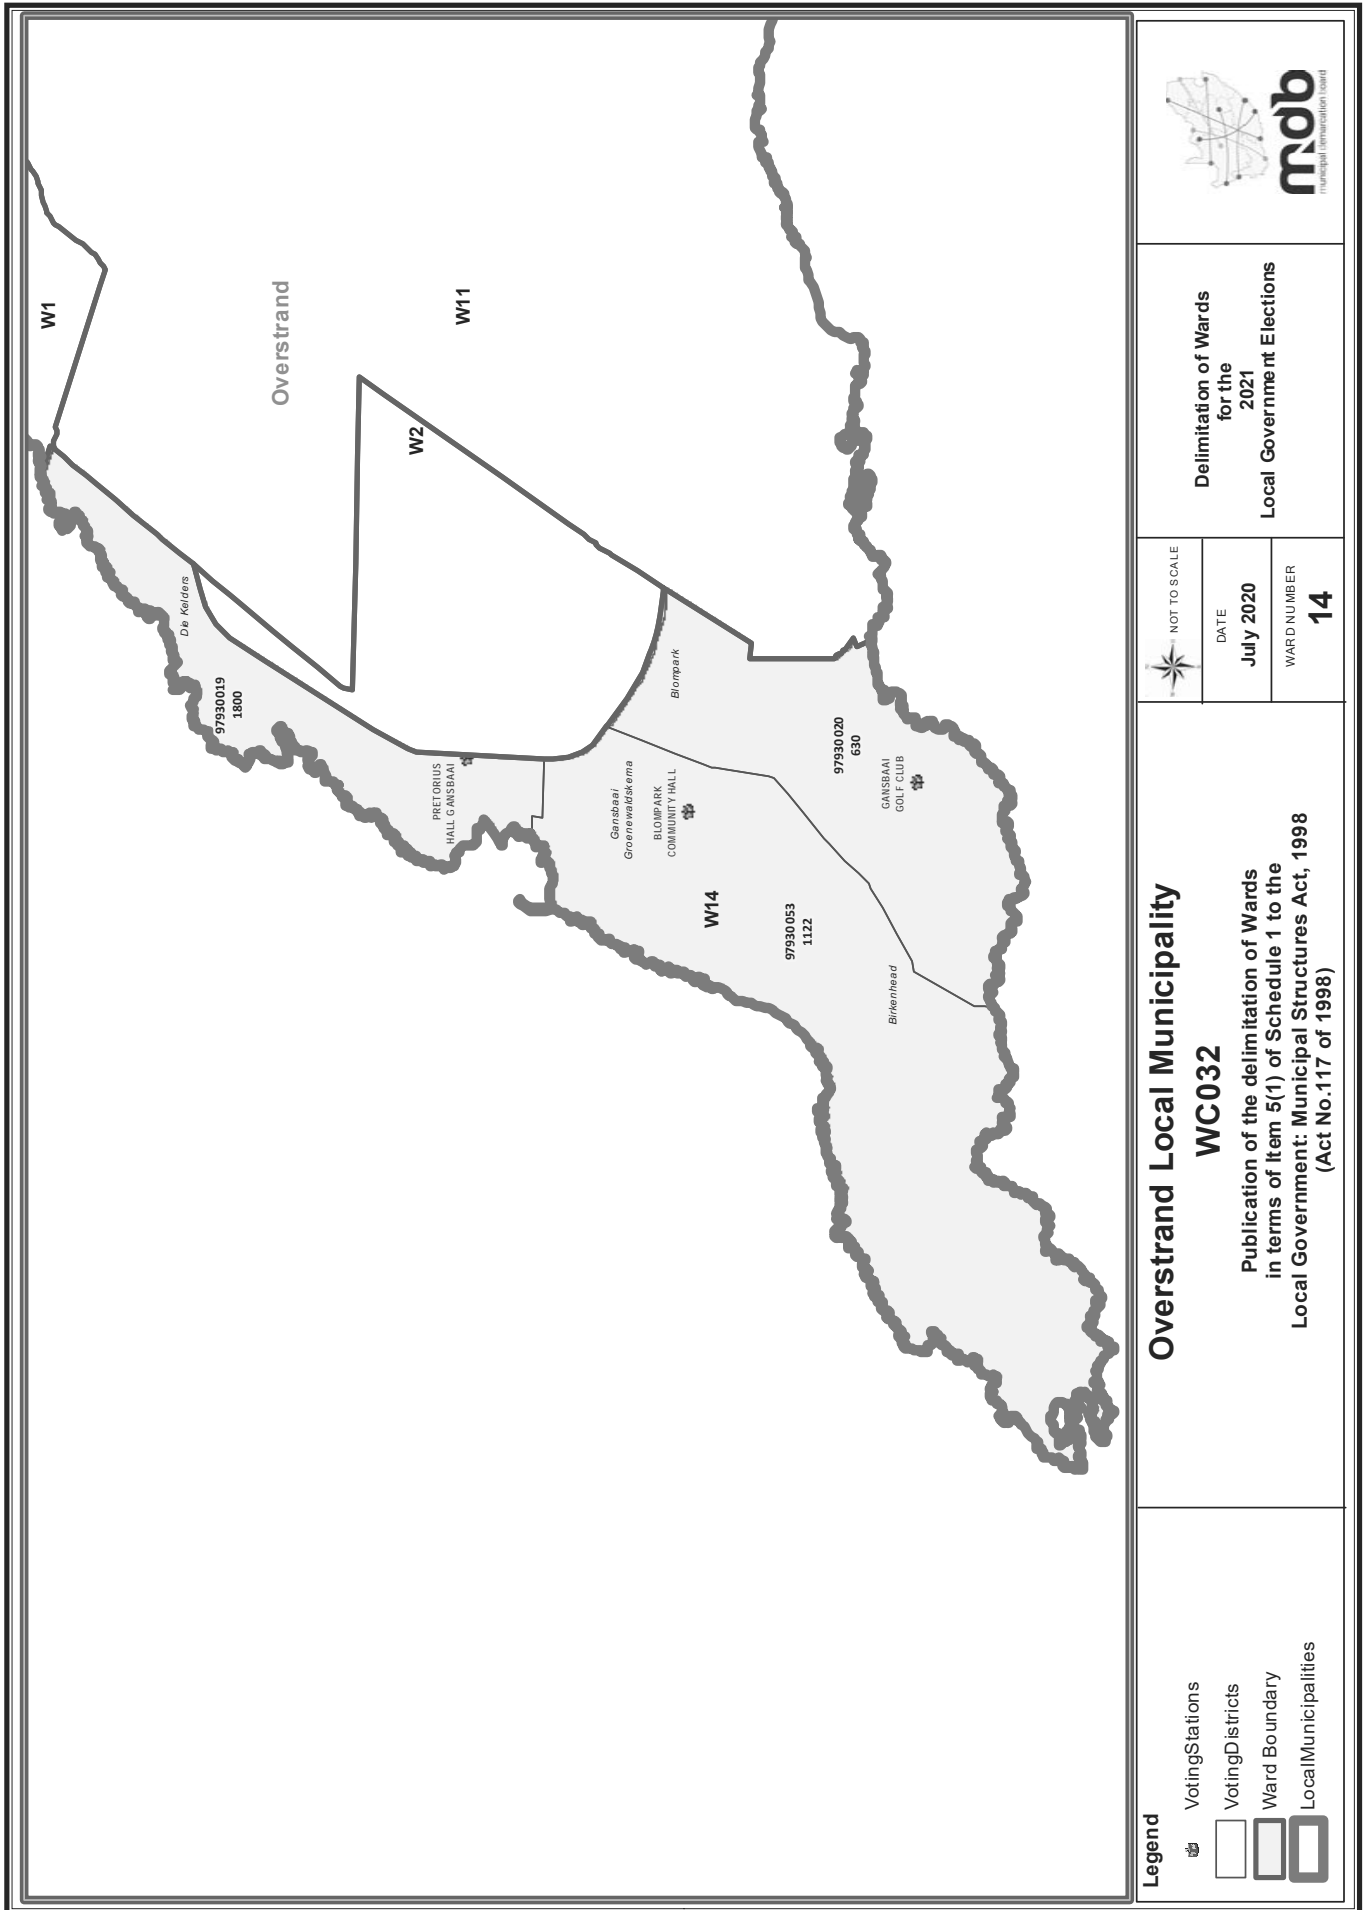 W1
Overstrand
W11
W2
Die Kelders
97930019
1800
PRETORIUS
HALL GANSBAAI
Gansbaai
Groenewaldskema
BLOMPARK
COMMUNITY HALL
Blompark
97930020
630
GANSBAAI
GOLF CLUB
W14
97930053
1122
Birkenhead
Legend
VotingStations
VotingDistricts
Ward Boundary
LocalMunicipalities
Overstrand Local Municipality
WC032
Publication of the delimitation of Wards
in terms of Item 5(1) of Schedule 1 to the
Local Government: Municipal Structures Act, 1998
(Act No.117 of 1998)
NOT TO SCALE
DATE
July 2020
WARD NUMBER
14
Delimitation of Wards
for the
2021
Local Government Elections
mdb
municipal demarcation board